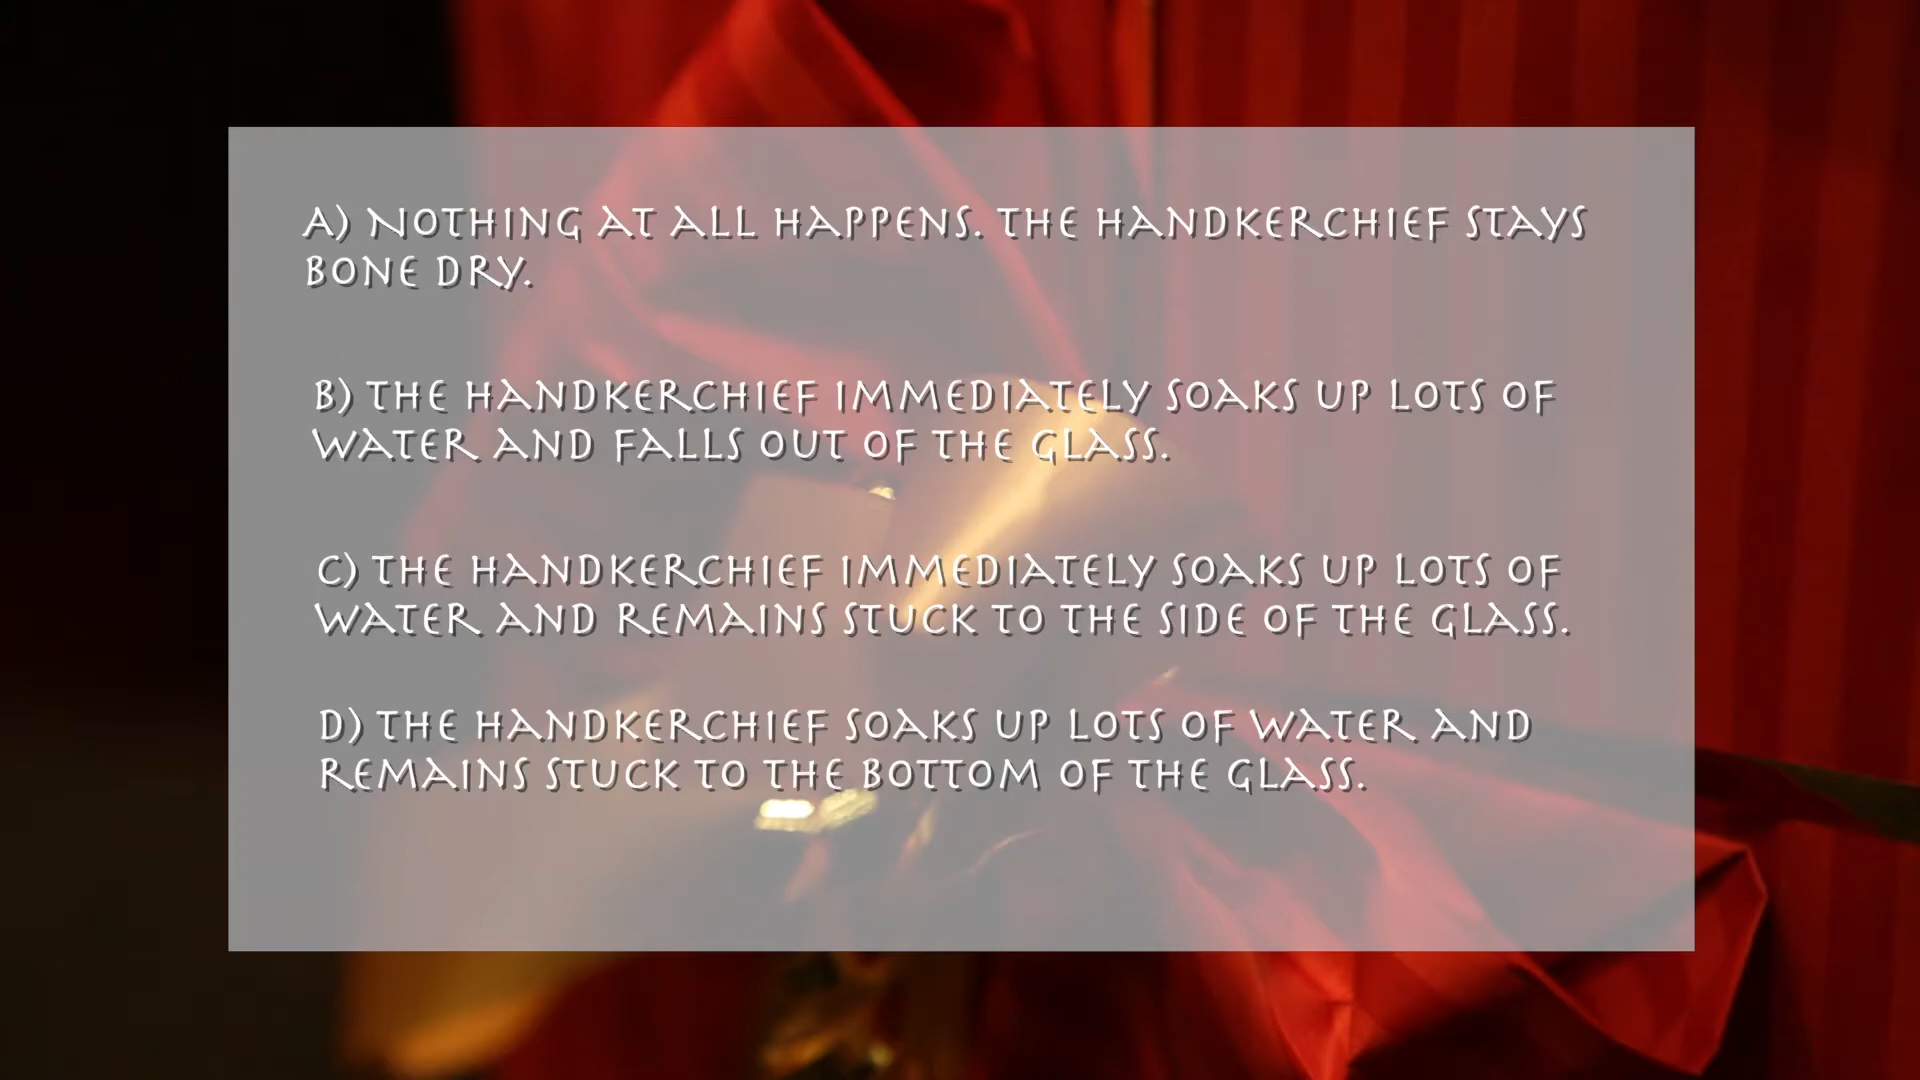 A) NOTHING AT ALL HAPPENS. THE HANDKERCHIEF STAYS
BONE DRY.
B) THE HANDKERCHIEF IMMEDIATELY SOAKS UP LOTS OF
WATER AND FALLS OUT OF THE GLASS.
C) THE HANDKERCHIEF IMMEDIATELY SOAKS UP LOTS OF
WATER AND REMAINS STUCK TO THE SIDE OF THE GLASS.
D) THE HANDKERCHIEF SOAKS UP LOTS OF WATER AND
REMAINS STUCK TO THE BOTTOM OF THE GLASS.